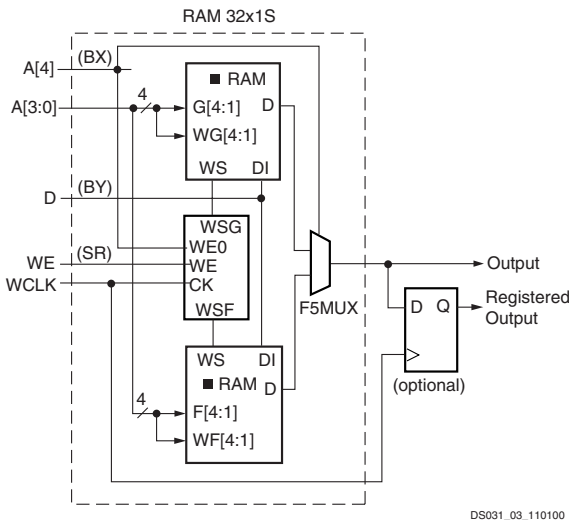 RAM 32x1S
A[4] (BX)
A[3:0]
4
RAM
G[4:1]
D
WG[4:1]
WS DI
D (BY)
WSG
WE0
WE (SR)
WE
WCLK
CK
WSF
F5MUX
Output
D Q
Registered
Output
(optional)
WS DI
RAM
D
4
F[4:1]
WF[4:1]
DS031_03_110100